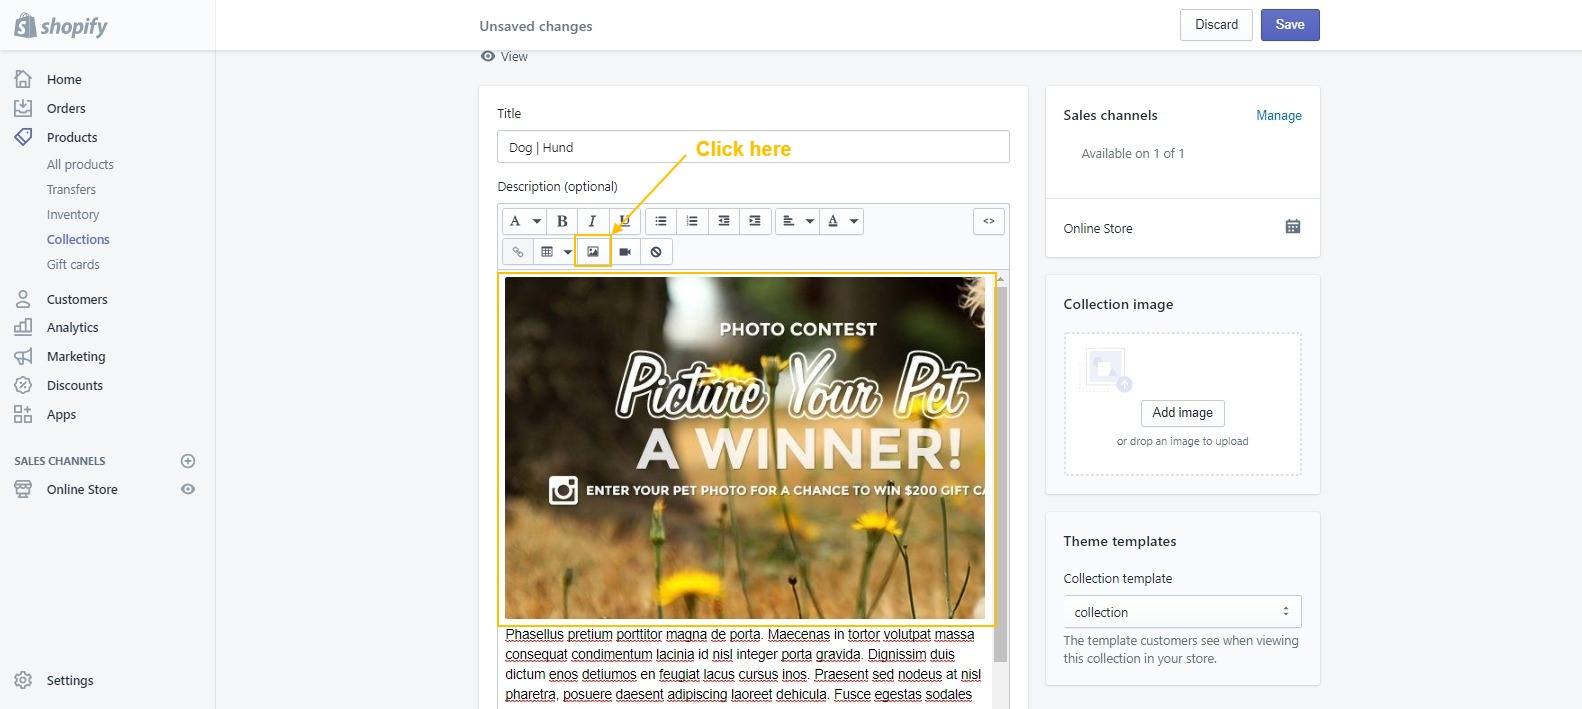 shopify
Unsaved changes
Discard
Save
View
Home
Orders
Products
All products
Transfers
Inventory
Collections
Gift cards
Customers
Analytics
Marketing
Discounts
Apps
SALES CHANNELS
Online Store
Settings
Title
Dog | Hund
Click here
Description (optional)
A B I U A <>
PHOTO CONTEST
Picture Your Pet
A WINNER!
ENTER YOUR PET PHOTO FOR A CHANCE TO WIN $200 GIFT CA
Phasellus pretium porttitor magna de porta. Maecenas in tortor volutpat massa
consequat condimentum lacinia id nisl integer porta gravida. Dignissim duis
dictum enos detiumos en feugiat lacus cursus inos. Praesent sed nodeus at nisl
pharetra, posuere daesent adipiscing laoreet dehicula. Fusce egestas sodales
Sales channels
Manage
Available on 1 of 1
Online Store
Collection image
Add image
or drop an image to upload
Theme templates
Collection template
collection
The template customers see when viewing
this collection in your store.